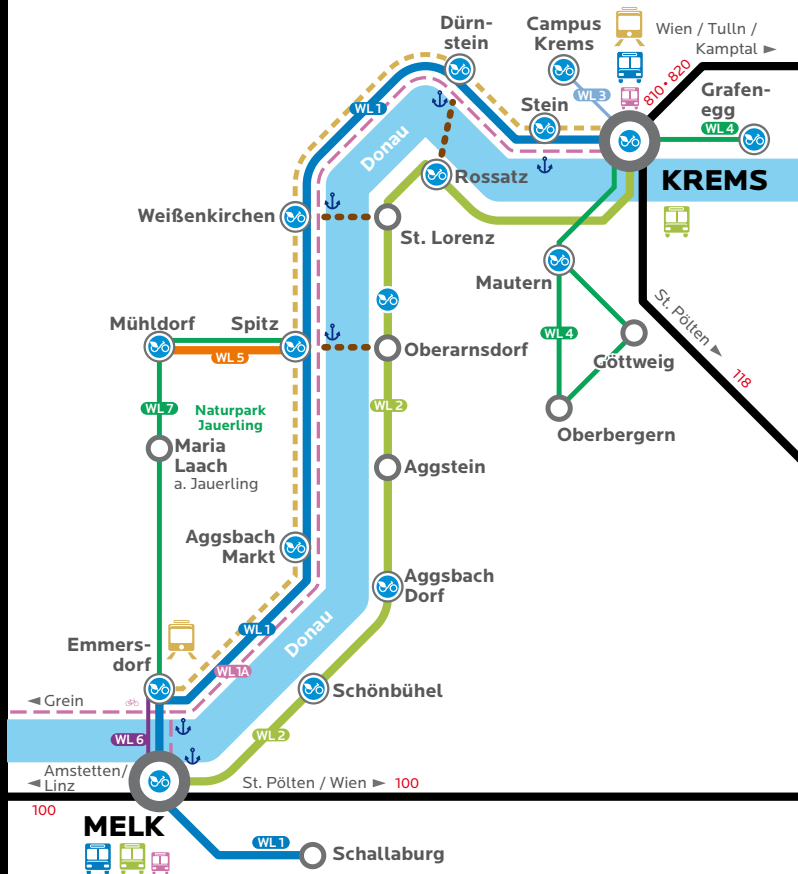 Dürn-
stein
Campus
Krems
Wien / Tulln /
Kamptal
810 • 820
WL 3
WL 1
Stein
Grafen-
egg
WL 4
Donau
KREMS
Rossatz
Weißenkirchen
St. Lorenz
Mautern
Mühldorf
Spitz
WL 5
Oberarnsdorf
WL 4
Göttweig
St. Pölten
118
WL 7
Naturpark
Jauerling
WL 2
Oberbergern
Maria
Laach
a. Jauerling
Aggstein
Aggsbach
Markt
Aggsbach
Dorf
WL 1
Donau
Emmers-
dorf
WL 1A
Schönbühel
Grein
WL 6
WL 2
Amstetten/
Linz
St. Pölten / Wien
100
100
MELK
WL 1
Schallaburg